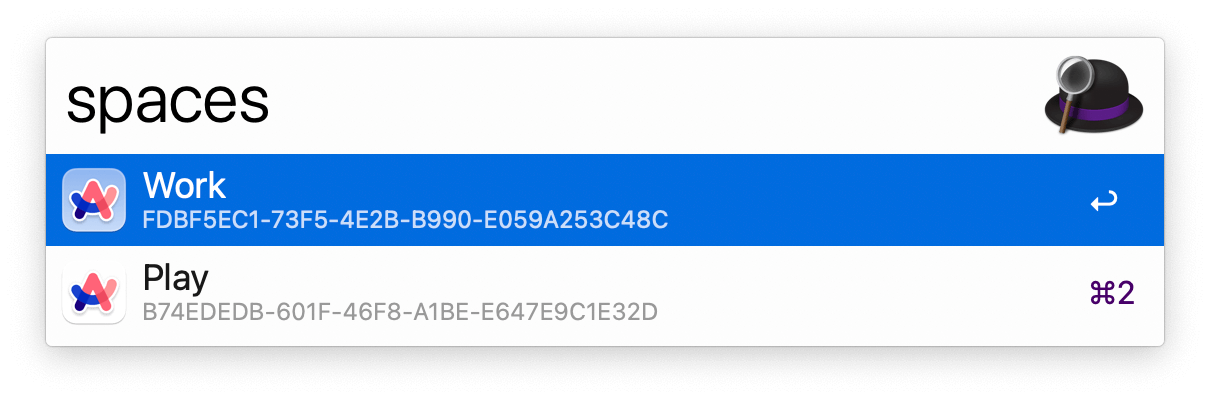 spaces
Work
FDBF5EC1-73F5-4E2B-B990-E059A253C48C
↩
Play
B74EDEDB-601F-46F8-A1BE-E647E9C1E32D
⌘2